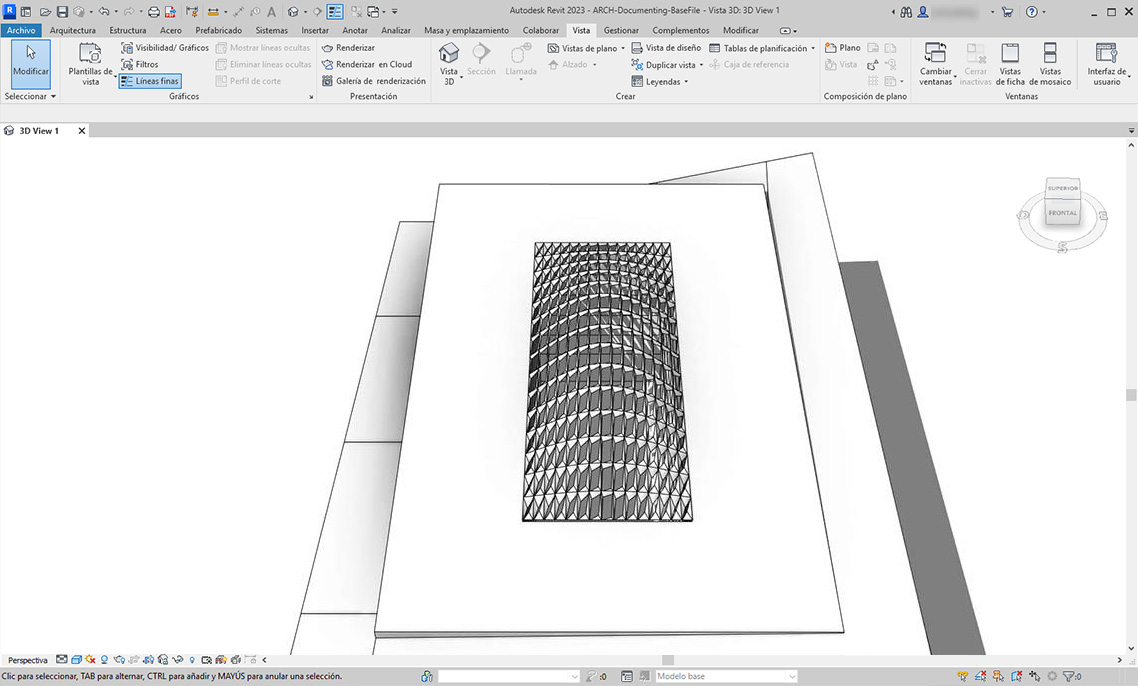 R
Autodesk Revit 2023 - ARCH-Documenting-BaseFile - Vista 3D: 3D View 1
Archivo Arquitectura Estructura Acero Prefabricado Sistemas Insertar Anotar Analizar Masa y emplazamiento Colaborar Vista Gestionar Complementos Modificar
Modificar
Plantillas de vista
Visibilidad/ Gráficos
Filtros
Líneas finas
Mostrar líneas ocultas
Eliminar líneas ocultas
Perfil de corte
Renderizar
Renderizar en Cloud
Galería de renderización
Vista 3D
Sección
Llamada
Vistas de plano
Alzado
Vista de diseño
Duplicar vista
Leyendas
Tablas de planificación
Caja de referencia
Plano
Vista
Cambiar ventanas
Cerrar inactivas
Vistas de ficha
Vistas de mosaico
Interfaz de usuario
Seleccionar Gráficos Presentación Crear Composición de plano Ventanas
3D View 1
SUPERIOR
FRONTAL
S
Perspectiva
Clic para seleccionar, TAB para alternar, CTRL para añadir y MAYÚS para anular una selección.
:0
Modelo base
:0